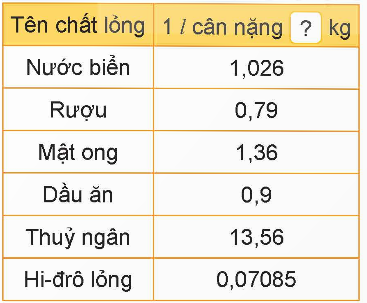 Tên chất lỏng 1 l cân nặng ? kg
Nước biển 1,026
Rượu 0,79
Mật ong 1,36
Dầu ăn 0,9
Thuỷ ngân 13,56
Hi-đrô lỏng 0,07085